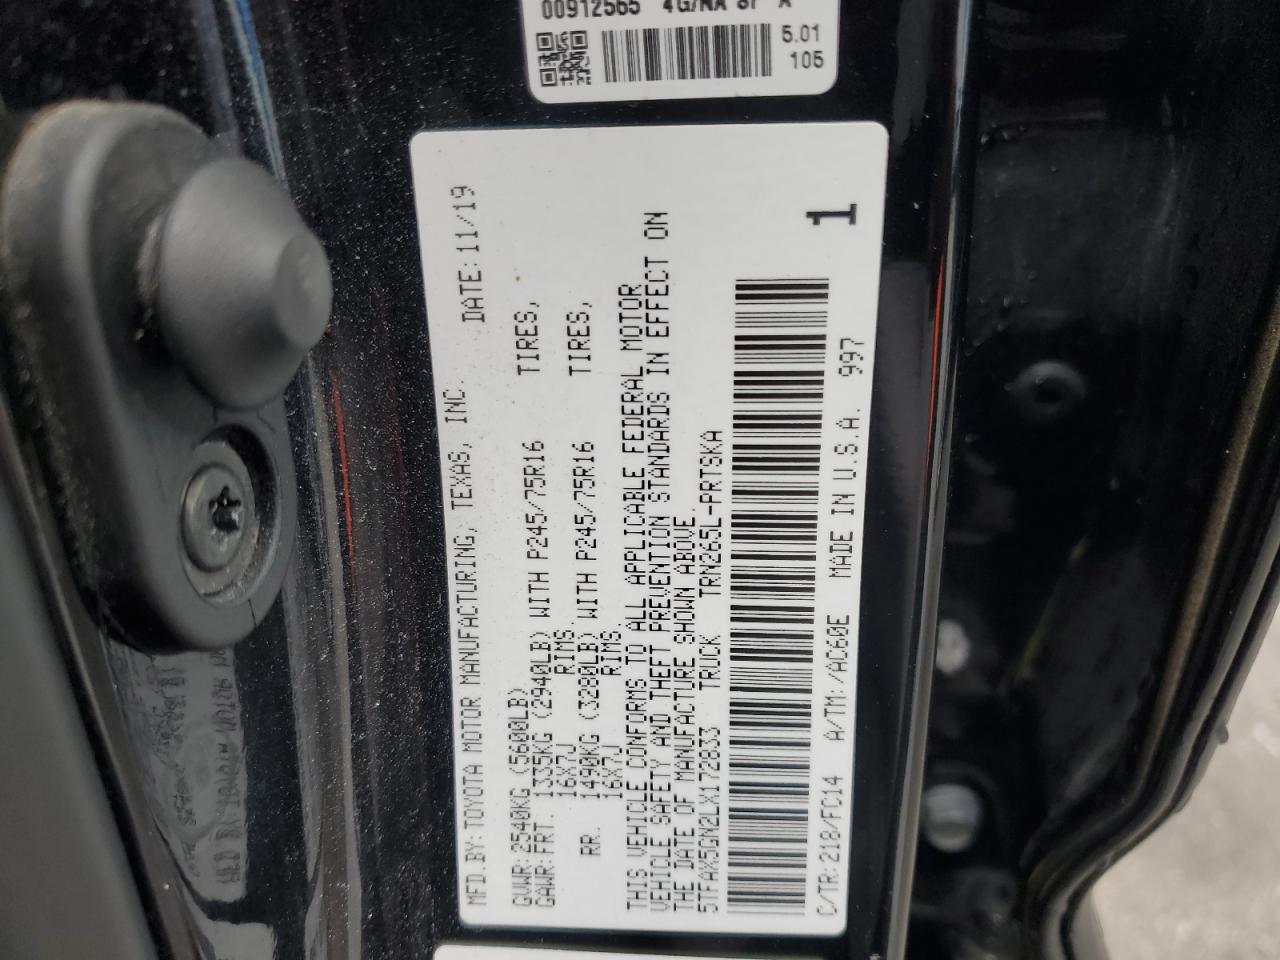 00912565 4G/NA
5.01
105
MFD.BY: TOYOTA MOTOR MANUFACTURING, TEXAS, INC. DATE: 11/19
GVWR: 2540KG (5600LB)
GAWR: FRT. 1335KG (2940LB) WITH P245/75R16 TIRES,
16X7J RIMS.
RR. 1490KG (3280LB) WITH P245/75R16 TIRES,
16X7J RIMS
THIS VEHICLE CONFORMS TO ALL APPLICABLE FEDERAL MOTOR
VEHICLE SAFETY AND THEFT PREVENTION STANDARDS IN EFFECT ON
THE DATE OF MANUFACTURE SHOWN ABOVE.
5TFAX5GN2LX172833 TRUCK TRN265L-PRTSKA
C/TR: 218/FC14 A/TM: /AC60E MADE IN U.S.A. 997
1